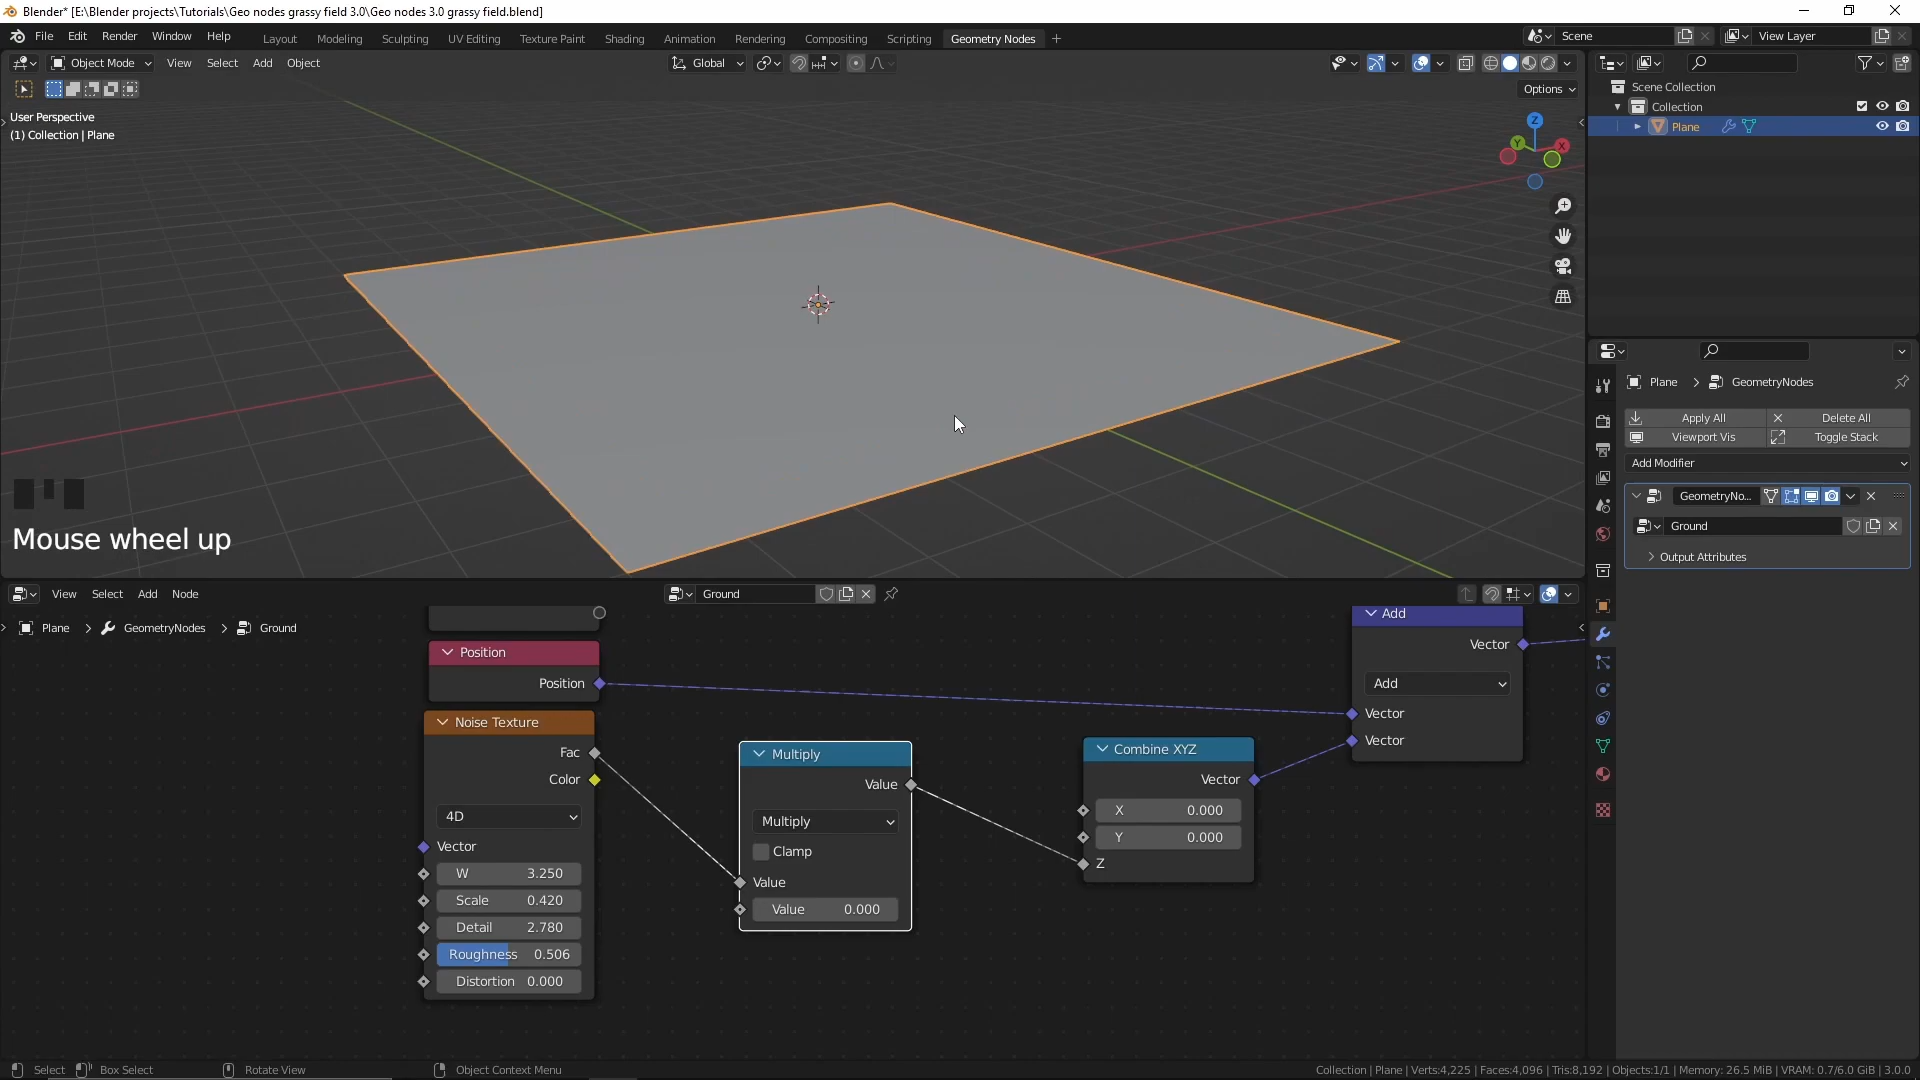 Blender* [E:\Blender projects\Tutorials\Geo nodes grassy field 3.0\Geo nodes 3.0 grassy field.blend]
File Edit Render Window Help
Layout Modeling Sculpting UV Editing Texture Paint Shading Animation Rendering Compositing Scripting Geometry Nodes
Scene
View Layer
Object Mode View Select Add Object
Global
Options
User Perspective
(1) Collection | Plane
Z
Y
X
Mouse wheel up
Scene Collection
Collection
Plane
Plane GeometryNodes
Apply All
Delete All
Viewport Vis
Toggle Stack
Add Modifier
GeometryNo...
Ground
Output Attributes
View Select Add Node
Ground
Plane GeometryNodes Ground
Position
Position
Noise Texture
Fac
Color
4D
Vector
W 3.250
Scale 0.420
Detail 2.780
Roughness 0.506
Distortion 0.000
Multiply
Value
Multiply
Clamp
Value
Value 0.000
Combine XYZ
Vector
X 0.000
Y 0.000
Z
Add
Vector
Add
Vector
Vector
Select
Box Select
Rotate View
Object Context Menu
Collection | Plane | Verts:4,225 | Faces:4,096 | Tris:8,192 | Objects:1/1 | Memory: 26.5 MiB | VRAM: 0.7/6.0 GiB | 3.0.0